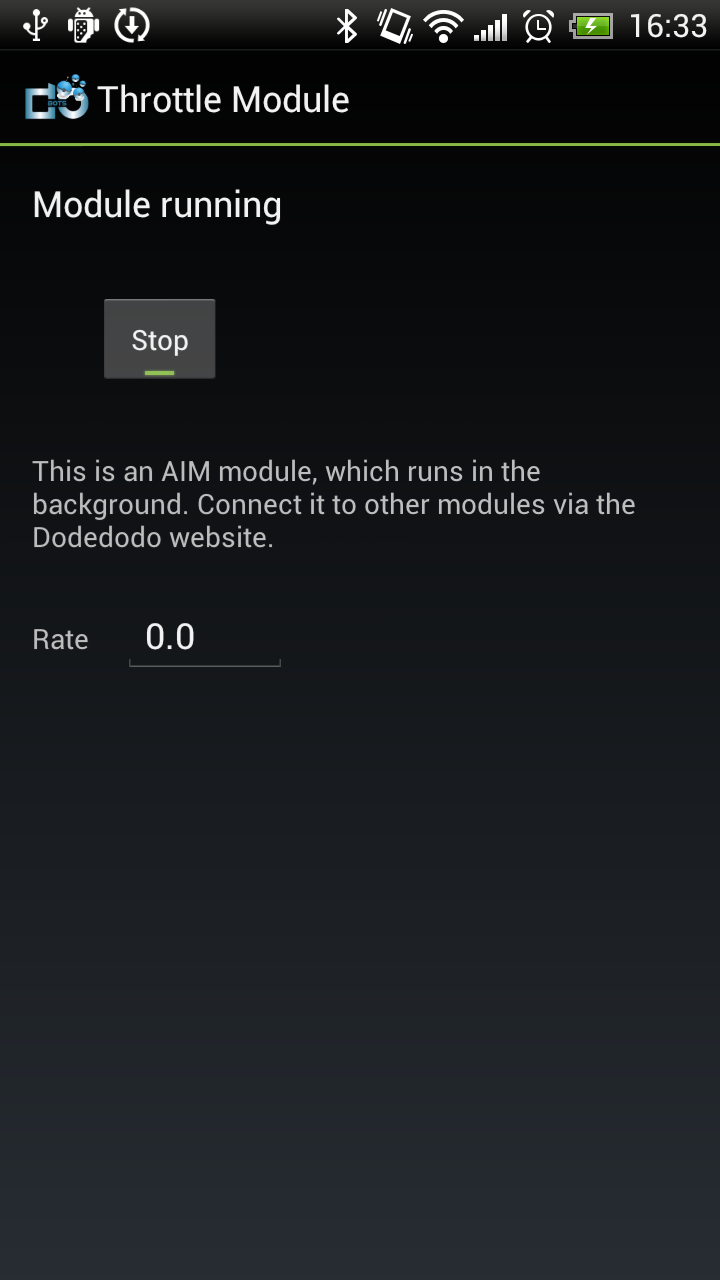 16:33
BOTS
Throttle Module
Module running
Stop
This is an AIM module, which runs in the
background. Connect it to other modules via the
Dodedodo website.
Rate 0.0